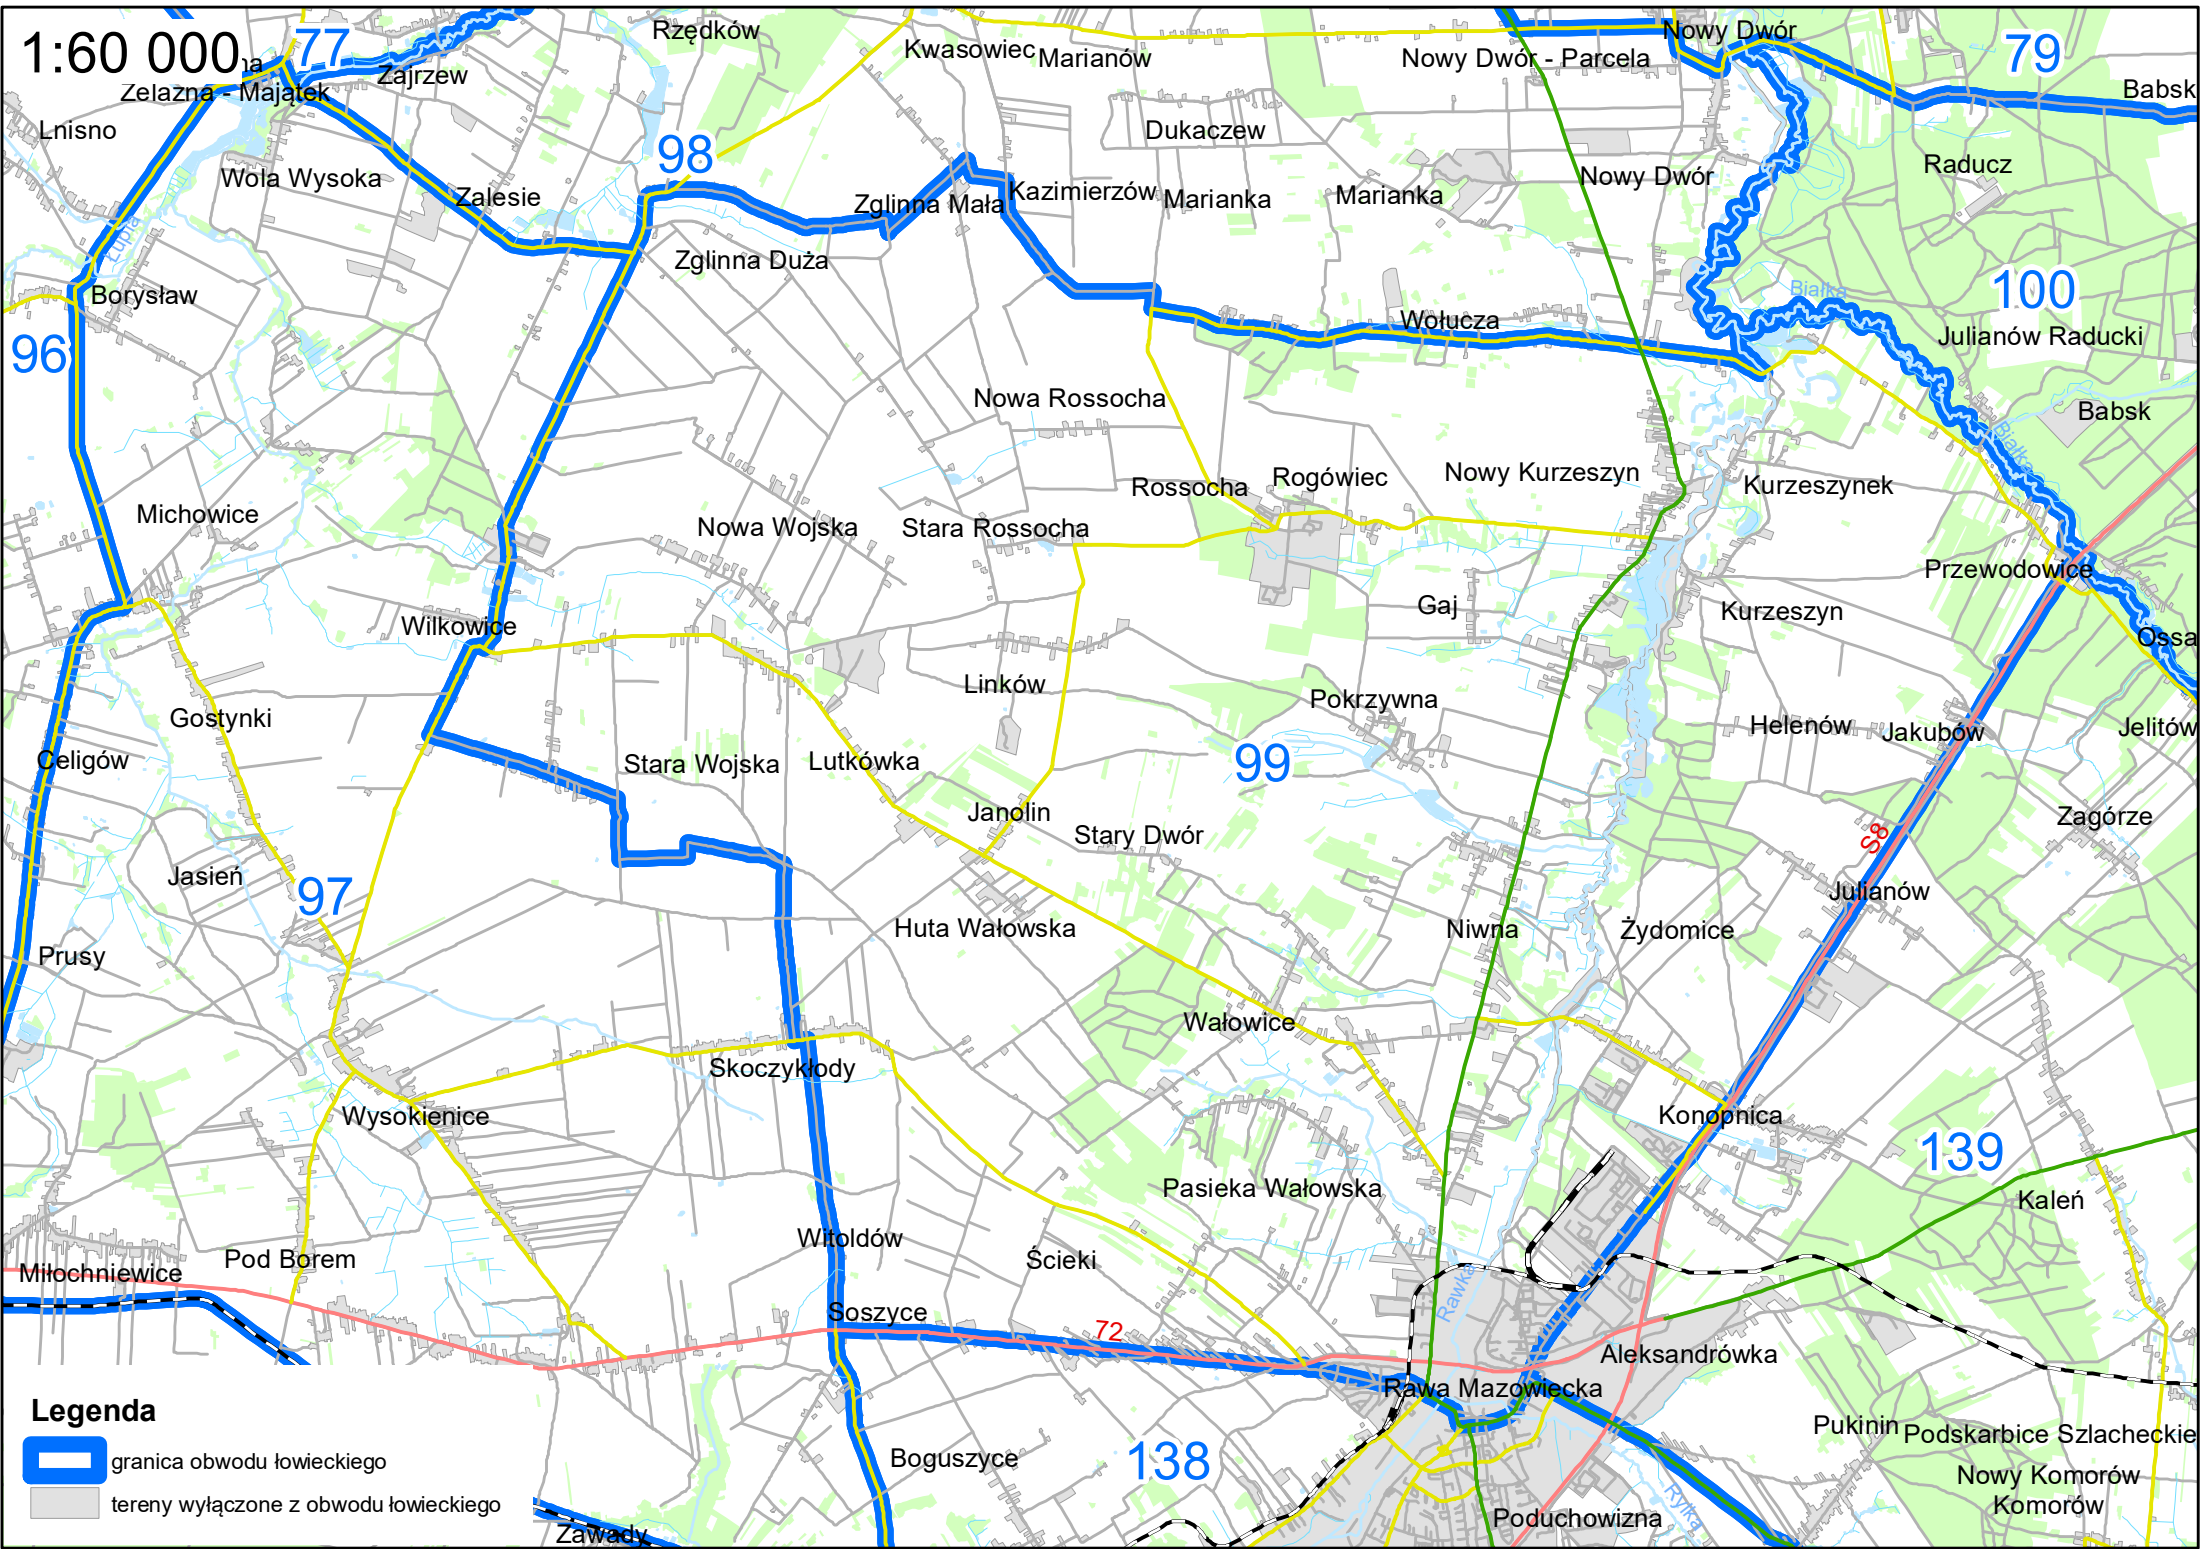 1:60 000
77
Rzędków
Kwasowiec
Marianów
Nowy Dwór
Nowy Dwór - Parcela
79
Zajrzew
na
Żelazna - Majątek
Babsk
Lnisno
Dukaczew
98
Raducz
Wola Wysoka
Zalesie
Zglinna Mała
Kazimierzów
Marianka
Marianka
Nowy Dwór
Łupia
Zglinna Duża
Borysław
Białka
100
Wołucza
Julianów Raducki
96
Nowa Rossocha
Babsk
Białka
Rossocha
Rogówiec
Nowy Kurzeszyn
Kurzeszynek
Michowice
Nowa Wojska
Stara Rossocha
Przewodowice
Gaj
Kurzeszyn
Wilkowice
Ossa
Linków
Pokrzywna
Gostynki
Helenów
Jakubów
Jelitów
Celigów
Stara Wojska
Lutkówka
99
Janolin
Stary Dwór
Zagórze
S8
Jasień
97
Julianów
Huta Wałowska
Niwna
Żydomice
Prusy
Wałowice
Skoczykłody
Wysokienice
Konopnica
139
Pasieka Wałowska
Kaleń
Witoldów
Ścieki
Pod Borem
Miłochniewice
Rawka
Soszyce
72
Aleksandrówka
Rawa Mazowiecka
Legenda
granica obwodu łowieckiego
tereny wyłączone z obwodu łowieckiego
Pukinin
Podskarbice Szlacheckie
Boguszyce
138
Nowy Komorów
Komorów
Rylka
Poduchowizna
Zawady